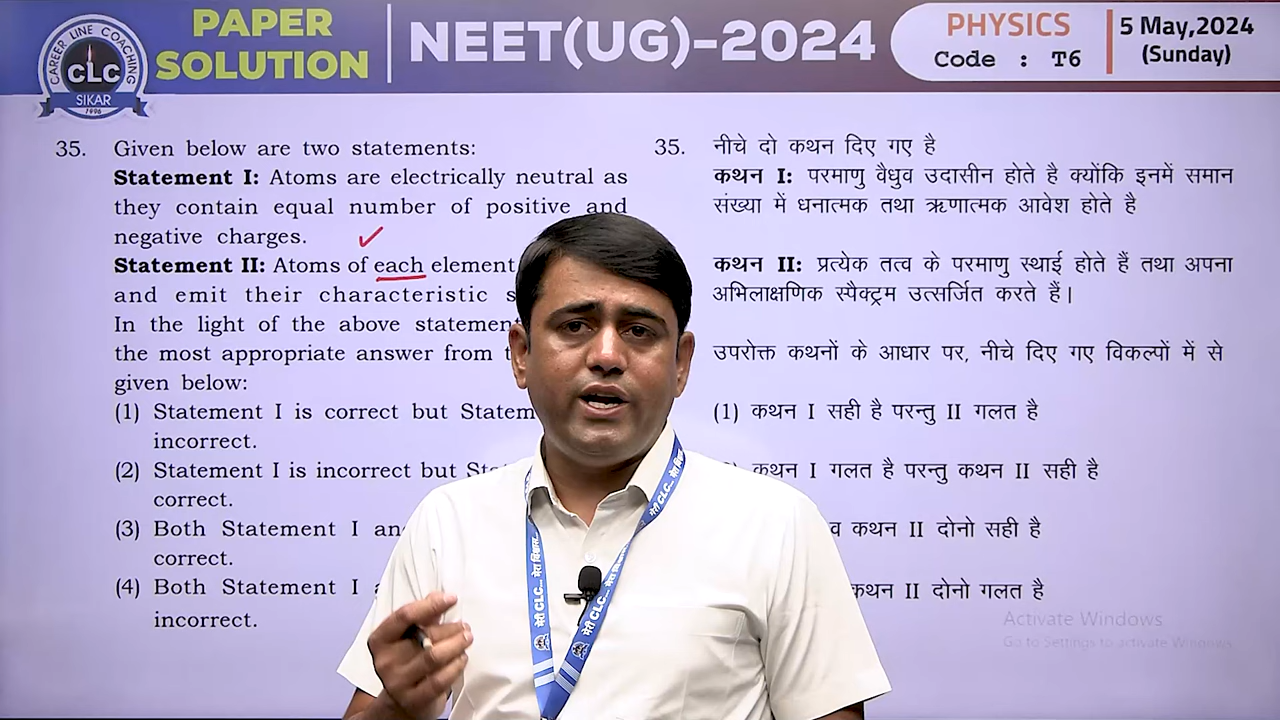 CAREER LINE COACHING
CLC
SIKAR
1996
PAPER
SOLUTION
NEET(UG)-2024
PHYSICS
Code : T6
5 May,2024
(Sunday)
35. Given below are two statements:
Statement I: Atoms are electrically neutral as
they contain equal number of positive and
negative charges.
Statement II: Atoms of each element
and emit their characteristic
In the light of the above
the most appropriate answer from
given below:
(1) Statement I is correct but
incorrect.
(2) Statement I is incorrect but
correct.
(3) Both Statement I
correct.
(4) Both Statement I
incorrect.
35. नीचे दो कथन दिए गए है
कथन I: परमाणु वैधुव उदासीन होते है क्योंकि इनमें समान
संख्या में धनात्मक तथा ऋणात्मक आवेश होते है
कथन II: प्रत्येक तत्व के परमाणु स्थाई होते हैं तथा अपना
अभिलाक्षणिक स्पैक्ट्रम उत्सर्जित करते हैं।
उपरोक्त कथनों के आधार पर, नीचे दिए गए विकल्पों में से
(1) कथन I सही है परन्तु II गलत है
कथन I गलत है परन्तु कथन II सही है
व कथन II दोनो सही है
कथन II दोनो गलत है
मेरी CLC... मेरा विश्वास
Activate Windows
Go to Settings to activate Windows.